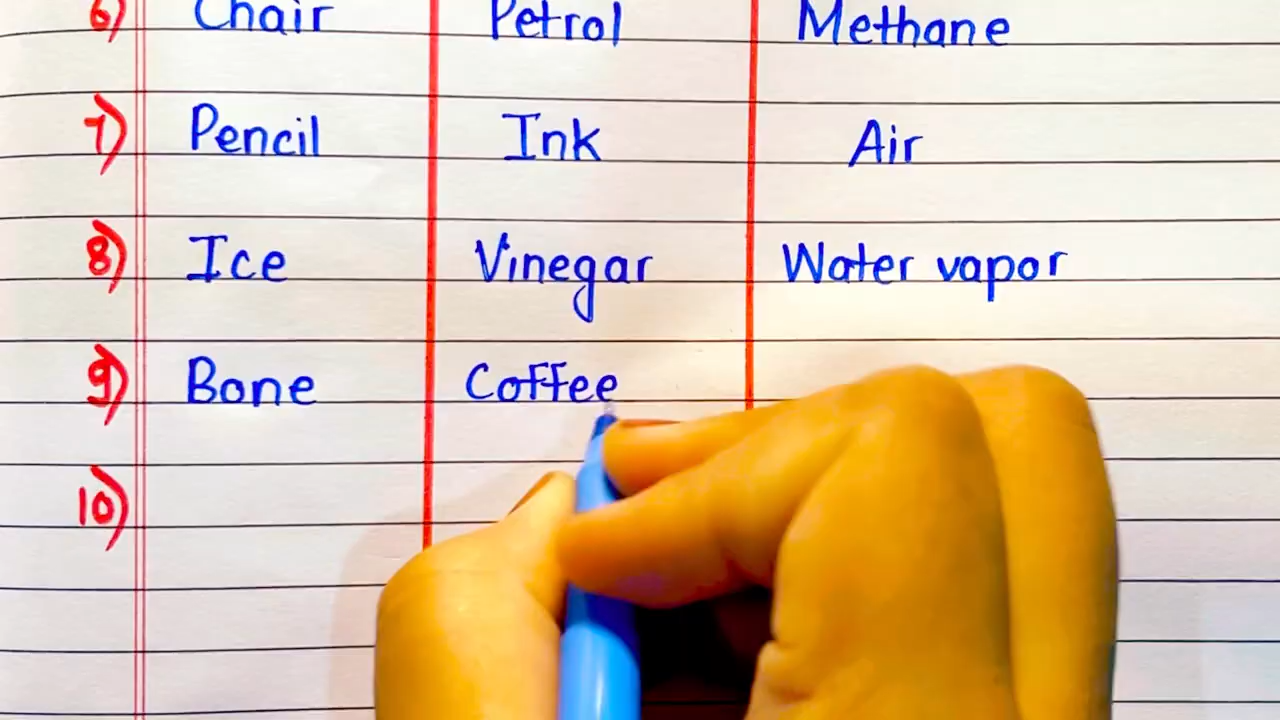 6) Chair Petrol Methane
7) Pencil Ink Air
8) Ice Vinegar Water vapor
9) Bone Coffee
10)